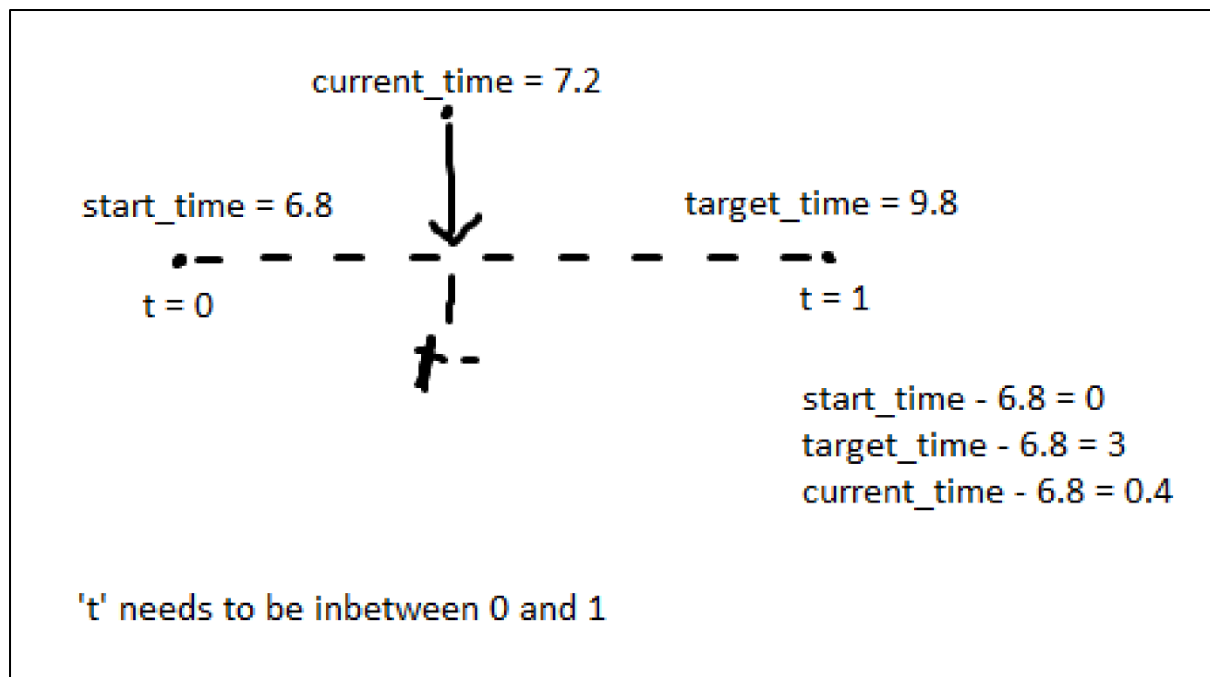 current_time = 7.2
start_time = 6.8
target_time = 9.8
t = 0
t = 1
t
start_time - 6.8 = 0
target_time - 6.8 = 3
current_time - 6.8 = 0.4
't' needs to be inbetween 0 and 1